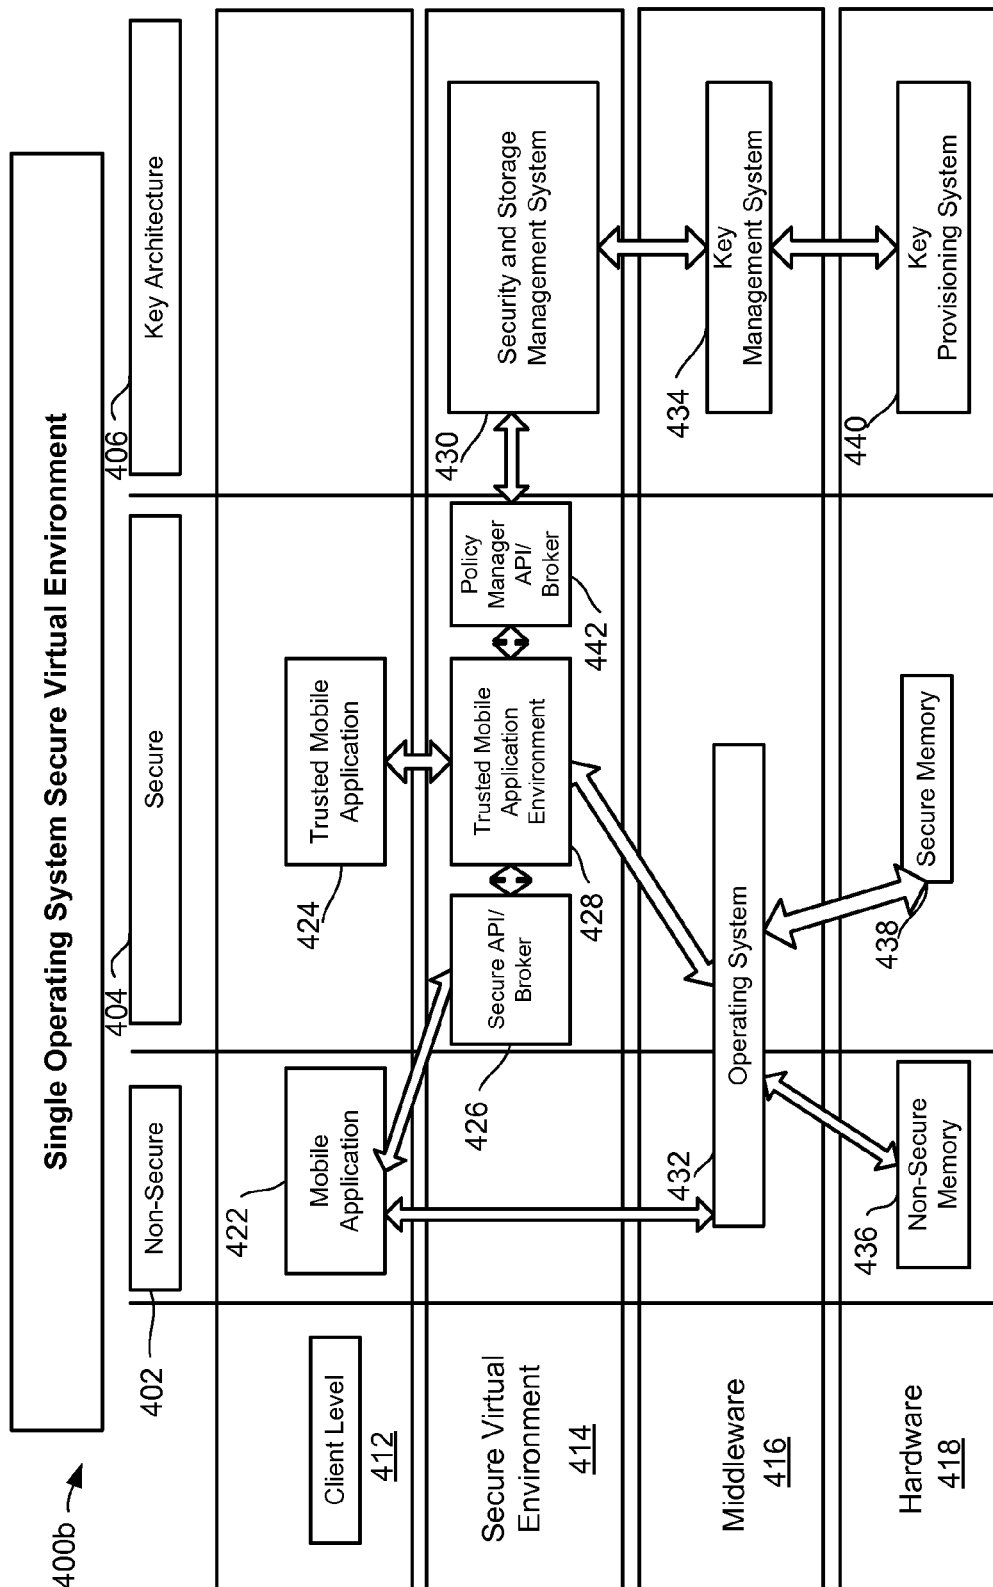 400b
Single Operating System Secure Virtual Environment
402
Non-Secure
404
Secure
406
Key Architecture
Client Level
412
422
Mobile
Application
424
Trusted Mobile
Application
Secure Virtual
Environment
414
426
Secure API/
Broker
428
Trusted Mobile
Application
Environment
442
Policy
Manager
API/
Broker
430
Security and Storage
Management System
Middleware
416
432
Operating System
434
Key
Management System
Hardware
418
436
Non-Secure
Memory
438
Secure Memory
440
Key
Provisioning System